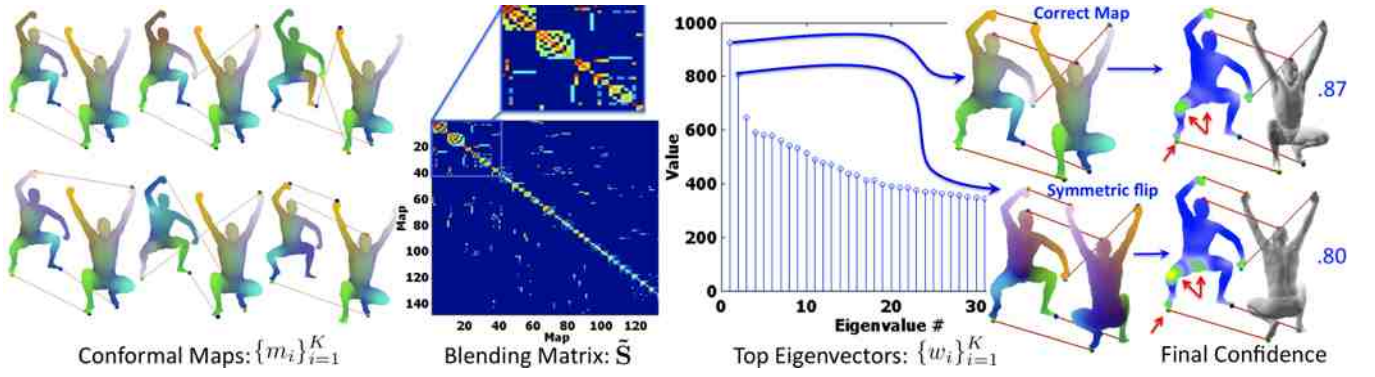 Correct Map
.87
Symmetric flip
.80
1000
800
600
400
200
0
Value
0 10 20 30
Eigenvalue #
20
40
60
80
100
120
140
Map
20 40 60 80 100 120
Map
Conformal Maps: {m_i}_{i=1}^K
Blending Matrix: S̃
Top Eigenvectors: {w_i}_{i=1}^K
Final Confidence